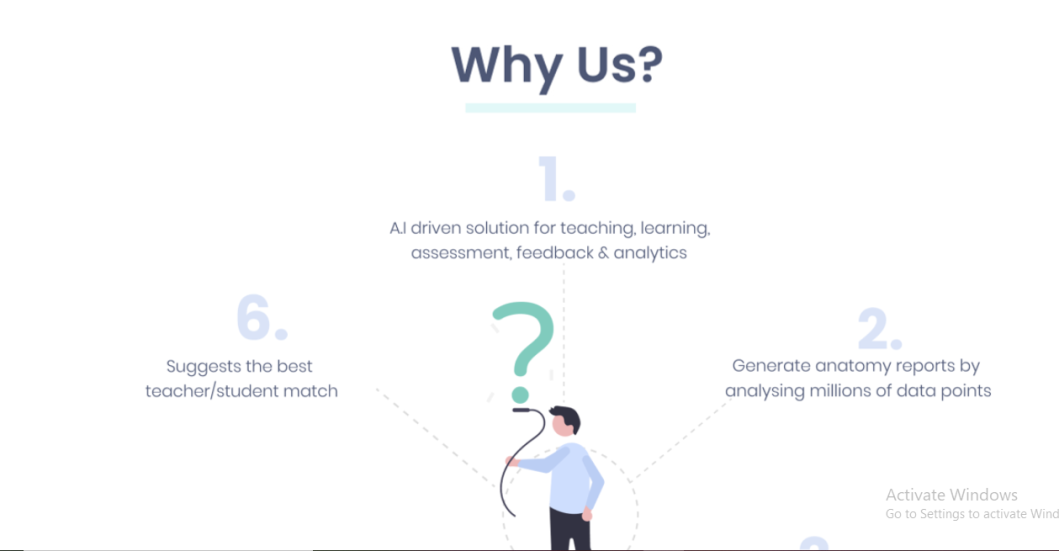 Why Us?
1.
A.I driven solution for teaching, learning,
assessment, feedback & analytics
6.
Suggests the best
teacher/student match
?
2.
Generate anatomy reports by
analysing millions of data points
Activate Windows
Go to Settings to activate Wind